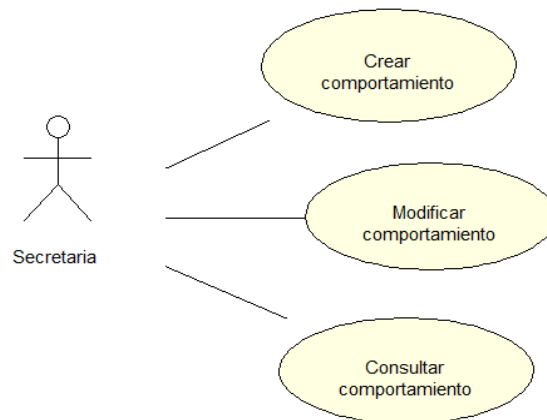 Crear
comportamiento
Modificar
comportamiento
Secretaria
Consultar
comportamiento